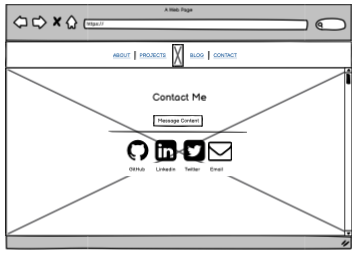 A Web Page
https://
ABOUT | PROJECTS | BLOG | CONTACT
Contact Me
Message Content
GitHub LinkedIn Twitter Email